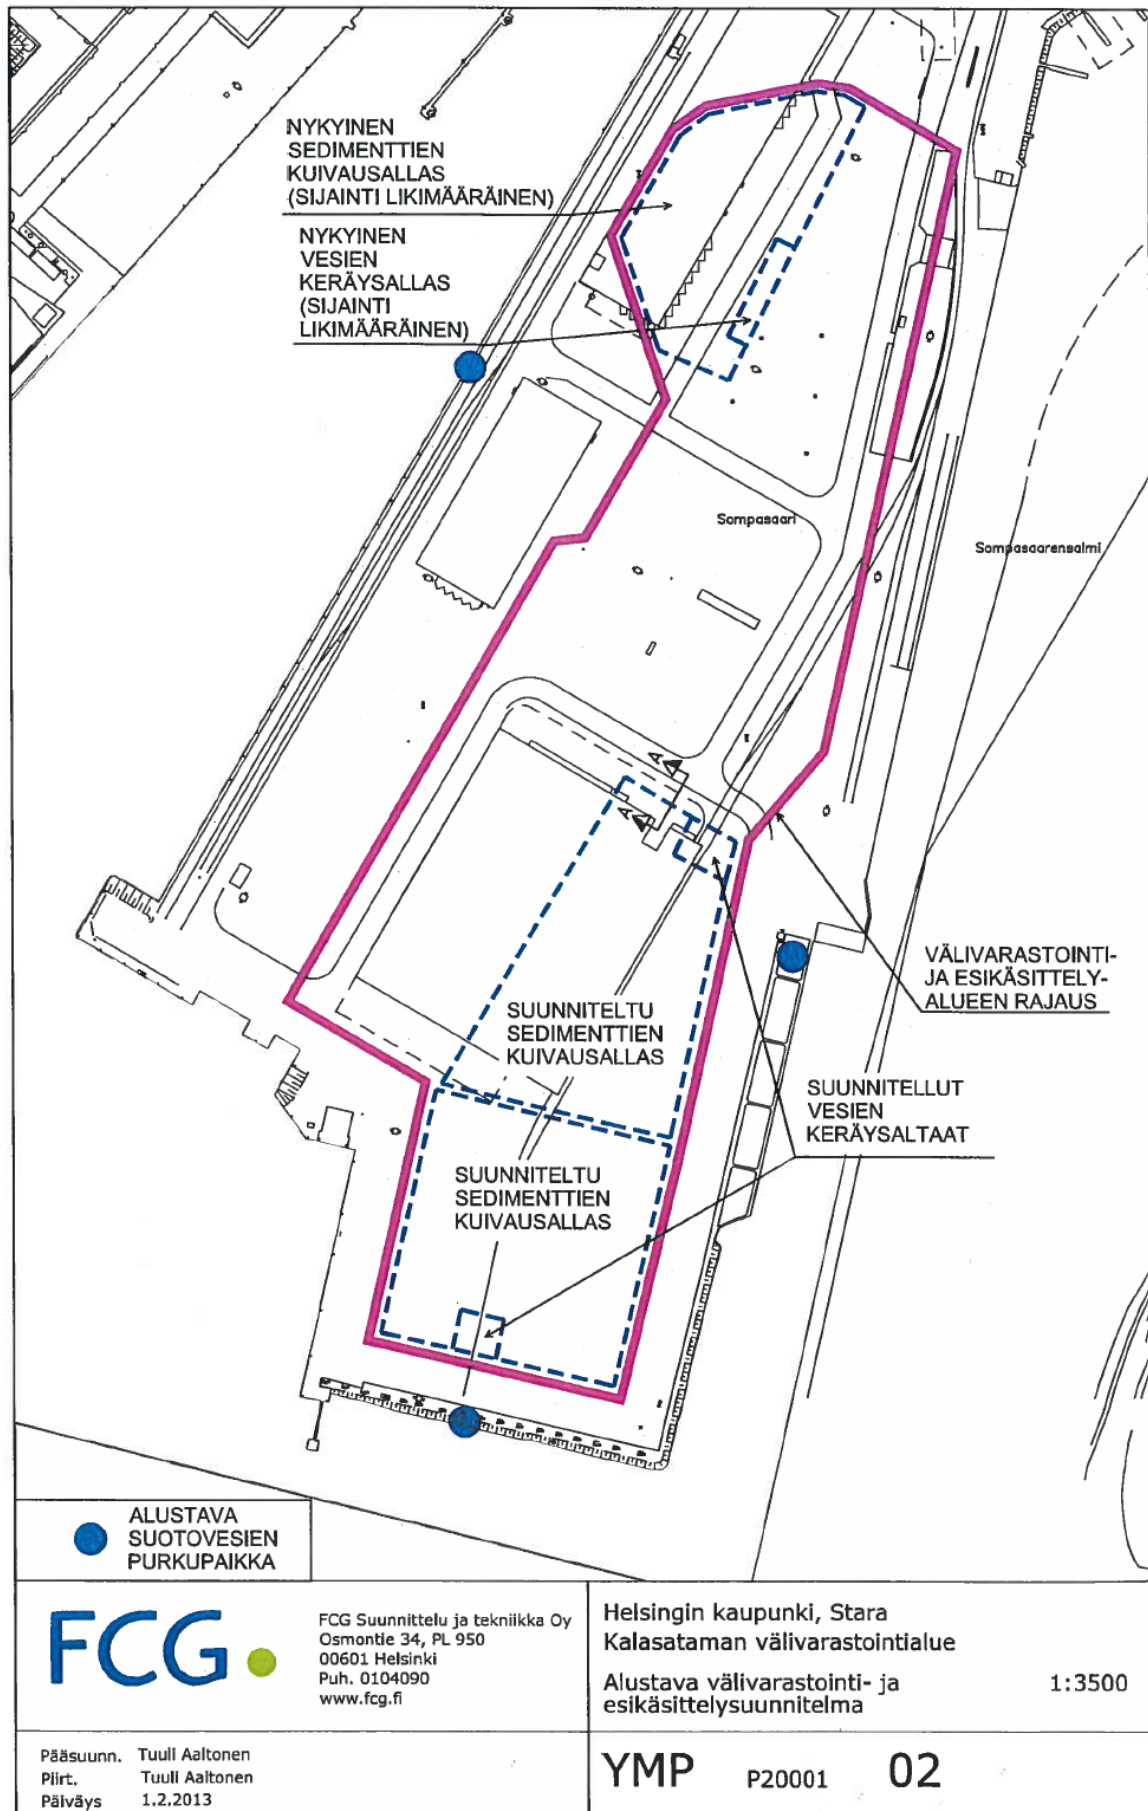 NYKYINEN
SEDIMENTTIEN
KUIVAUSALLAS
(SIJAINTI LIKIMÄÄRÄINEN)
NYKYINEN
VESIEN
KERÄYSALLAS
(SIJAINTI
LIKIMÄÄRÄINEN)
Sompasaari
Sompasaarensalmi
A
A
VÄLIVARASTOINTI-
JA ESIKÄSITTELY-
ALUEEN RAJAUS
SUUNNITELTU
SEDIMENTTIEN
KUIVAUSALLAS
SUUNNITELLUT
VESIEN
KERÄYSALTAAT
SUUNNITELTU
SEDIMENTTIEN
KUIVAUSALLAS
ALUSTAVA
SUOTOVESIEN
PURKUPAIKKA
FCG
FCG Suunnittelu ja tekniikka Oy
Osmontie 34, PL 950
00601 Helsinki
Puh. 0104090
www.fcg.fi
Helsingin kaupunki, Stara
Kalasataman välivarastointialue
Alustava välivarastointi- ja
esikäsittelysuunnitelma
1:3500
Pääsuunn. Tuuli Aaltonen
Piirt. Tuuli Aaltonen
Päiväys 1.2.2013
YMP P20001 02